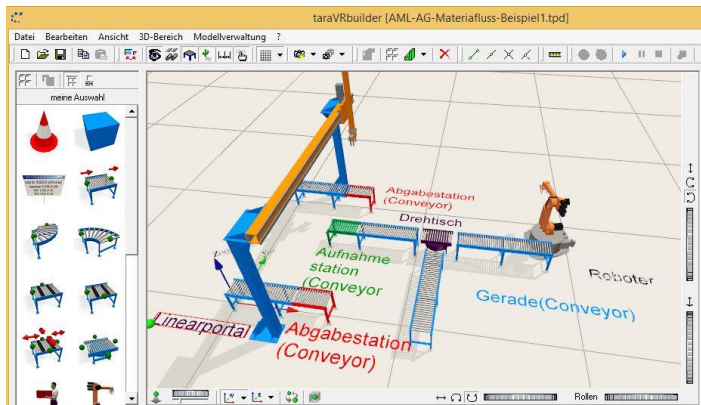 taraVRbuilder [AML-AG-Materiafluss-Beispiel1.tpd]
Datei Bearbeiten Ansicht 3D-Bereich Modellverwaltung ?
meine Auswahl
Abgabestation
(Conveyor)
Drehtisch
Aufnahme
station
(Conveyor
Roboter
Gerade(Conveyor)
Linearportal
Abgabestation
(Conveyor)
Rollen